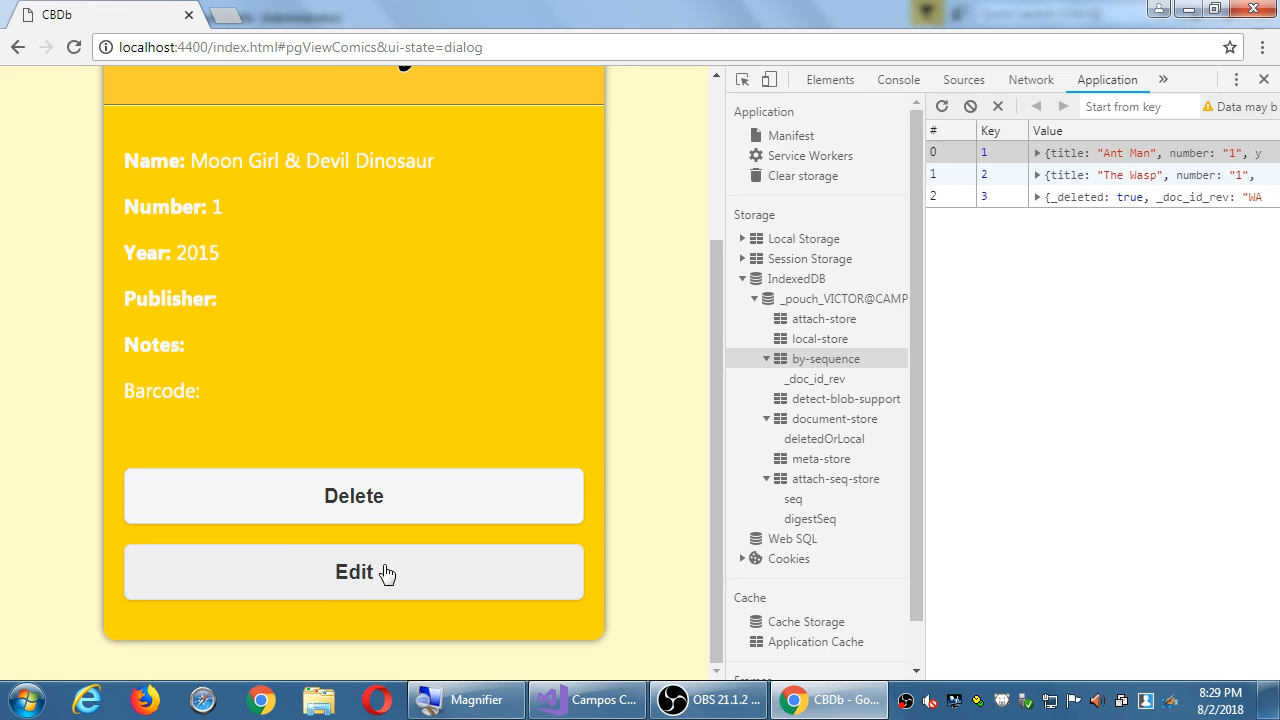 CBDb
localhost:4400/index.html#pgViewComics&ui-state=dialog
Name: Moon Girl & Devil Dinosaur
Number: 1
Year: 2015
Publisher:
Notes:
Barcode:
Delete
Edit
Elements Console Sources Network Application »
Application
Manifest
Service Workers
Clear storage
Storage
Local Storage
Session Storage
IndexedDB
_pouch_VICTOR@CAMP
attach-store
local-store
by-sequence
_doc_id_rev
detect-blob-support
document-store
deletedOrLocal
meta-store
attach-seq-store
seq
digestSeq
Web SQL
Cookies
Cache
Cache Storage
Application Cache
Start from key Data may b
# Key Value
0 1 {title: "Ant Man", number: "1", y
1 2 {title: "The Wasp", number: "1",
2 3 {_deleted: true, _doc_id_rev: "WA
Magnifier Campos C... OBS 21.1.2 ... CBDb - Go...
8:29 PM
8/2/2018